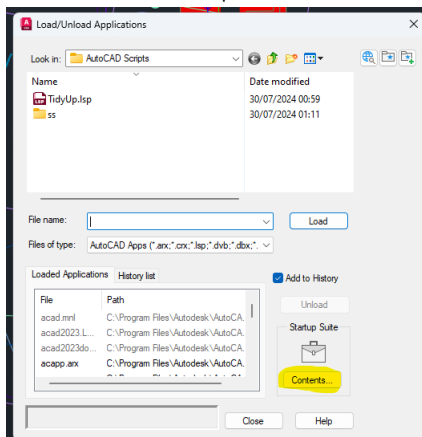 Load/Unload Applications
Look in: AutoCAD Scripts
Name Date modified
TidyUp.lsp 30/07/2024 00:59
ss 30/07/2024 01:11
File name: Load
Files of type: AutoCAD Apps (*.arx;*.crx;*.lsp;*.dvb;*.dbx;*.
Loaded Applications History list Add to History
File Path Unload
acad.mnl C:\Program Files\Autodesk\AutoCA.
acad2023.L... C:\Program Files\Autodesk\AutoCA.
acad2023do... C:\Program Files\Autodesk\AutoCA.
acapp.arx C:\Program Files\Autodesk\AutoCA.
Startup Suite
Contents...
Close Help